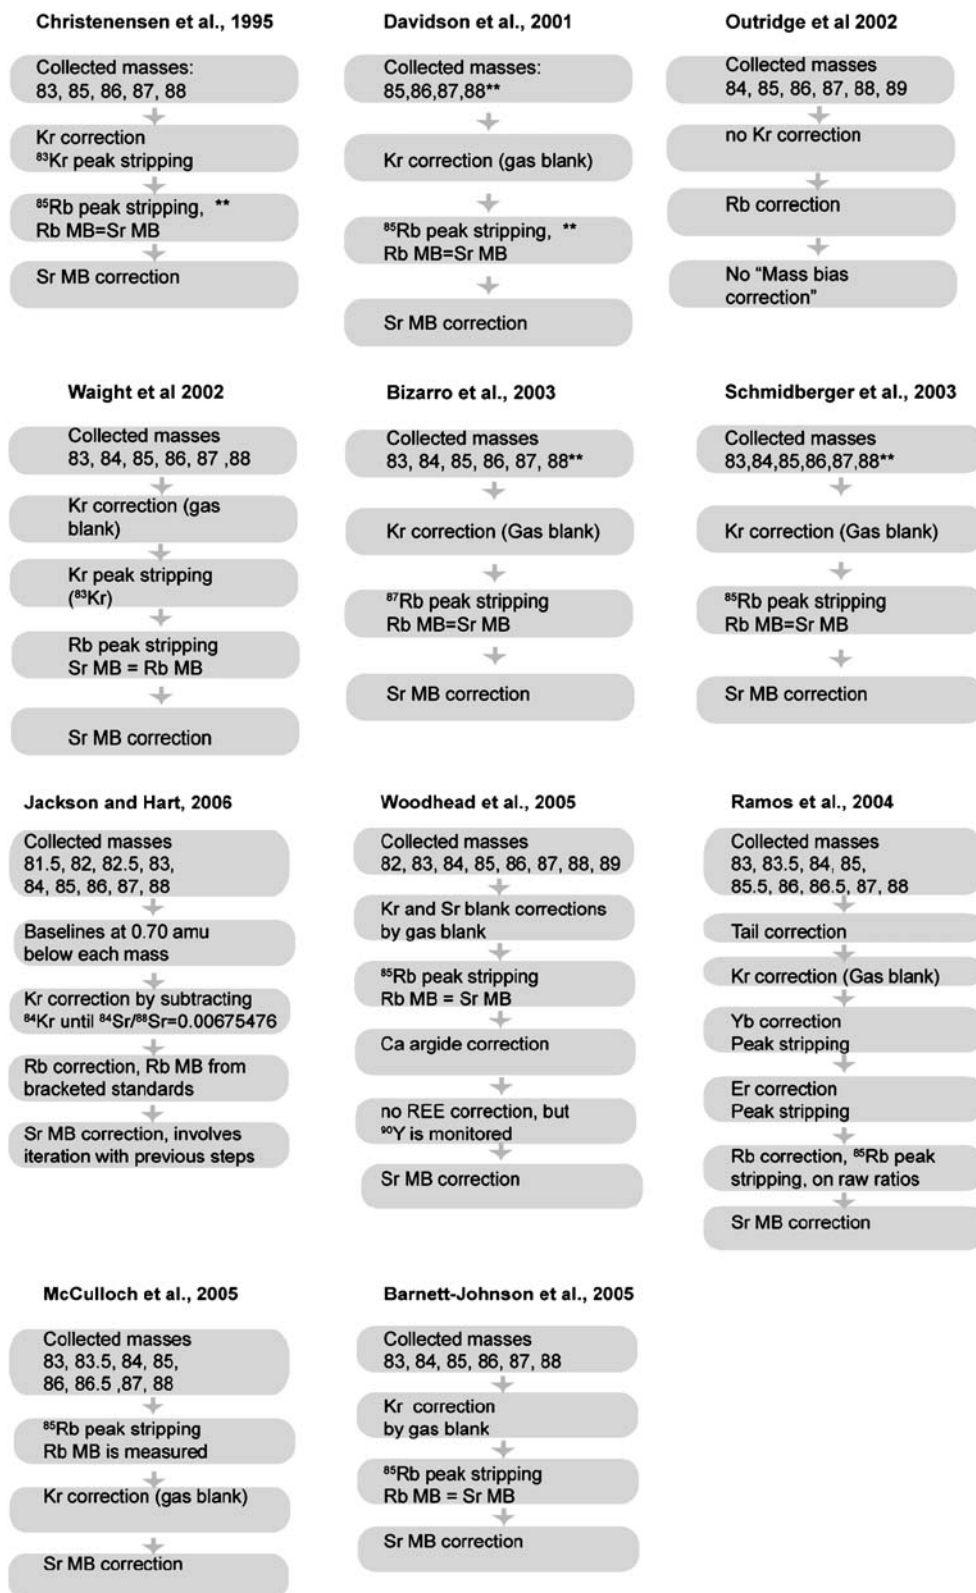 Christenensen et al., 1995
Collected masses:
83, 85, 86, 87, 88
Kr correction
⁸³Kr peak stripping
⁸⁵Rb peak stripping, **
Rb MB=Sr MB
Sr MB correction
Davidson et al., 2001
Collected masses:
85,86,87,88**
Kr correction (gas blank)
⁸⁵Rb peak stripping, **
Rb MB=Sr MB
Sr MB correction
Outridge et al 2002
Collected masses
84, 85, 86, 87, 88, 89
no Kr correction
Rb correction
No “Mass bias
correction”
Waight et al 2002
Collected masses
83, 84, 85, 86, 87 ,88
Kr correction (gas
blank)
Kr peak stripping
(⁸³Kr)
Rb peak stripping
Sr MB = Rb MB
Sr MB correction
Bizarro et al., 2003
Collected masses
83, 84, 85, 86, 87, 88**
Kr correction (Gas blank)
⁸⁷Rb peak stripping
Rb MB=Sr MB
Sr MB correction
Schmidberger et al., 2003
Collected masses
83,84,85,86,87,88**
Kr correction (Gas blank)
⁸⁵Rb peak stripping
Rb MB=Sr MB
Sr MB correction
Jackson and Hart, 2006
Collected masses
81.5, 82, 82.5, 83,
84, 85, 86, 87, 88
Baselines at 0.70 amu
below each mass
Kr correction by subtracting
⁸⁴Kr until ⁸⁴Sr/⁸⁸Sr=0.00675476
Rb correction, Rb MB from
bracketed standards
Sr MB correction, involves
iteration with previous steps
Woodhead et al., 2005
Collected masses
82, 83, 84, 85, 86, 87, 88, 89
Kr and Sr blank corrections
by gas blank
⁸⁵Rb peak stripping
Rb MB = Sr MB
Ca argide correction
no REE correction, but
⁹⁰Y is monitored
Sr MB correction
Ramos et al., 2004
Collected masses
83, 83.5, 84, 85,
85.5, 86, 86.5, 87, 88
Tail correction
Kr correction (Gas blank)
Yb correction
Peak stripping
Er correction
Peak stripping
Rb correction, ⁸⁵Rb peak
stripping, on raw ratios
Sr MB correction
McCulloch et al., 2005
Collected masses
83, 83.5, 84, 85,
86, 86.5 ,87, 88
⁸⁵Rb peak stripping
Rb MB is measured
Kr correction (gas blank)
Sr MB correction
Barnett-Johnson et al., 2005
Collected masses
83, 84, 85, 86, 87, 88
Kr correction
by gas blank
⁸⁵Rb peak stripping
Rb MB = Sr MB
Sr MB correction